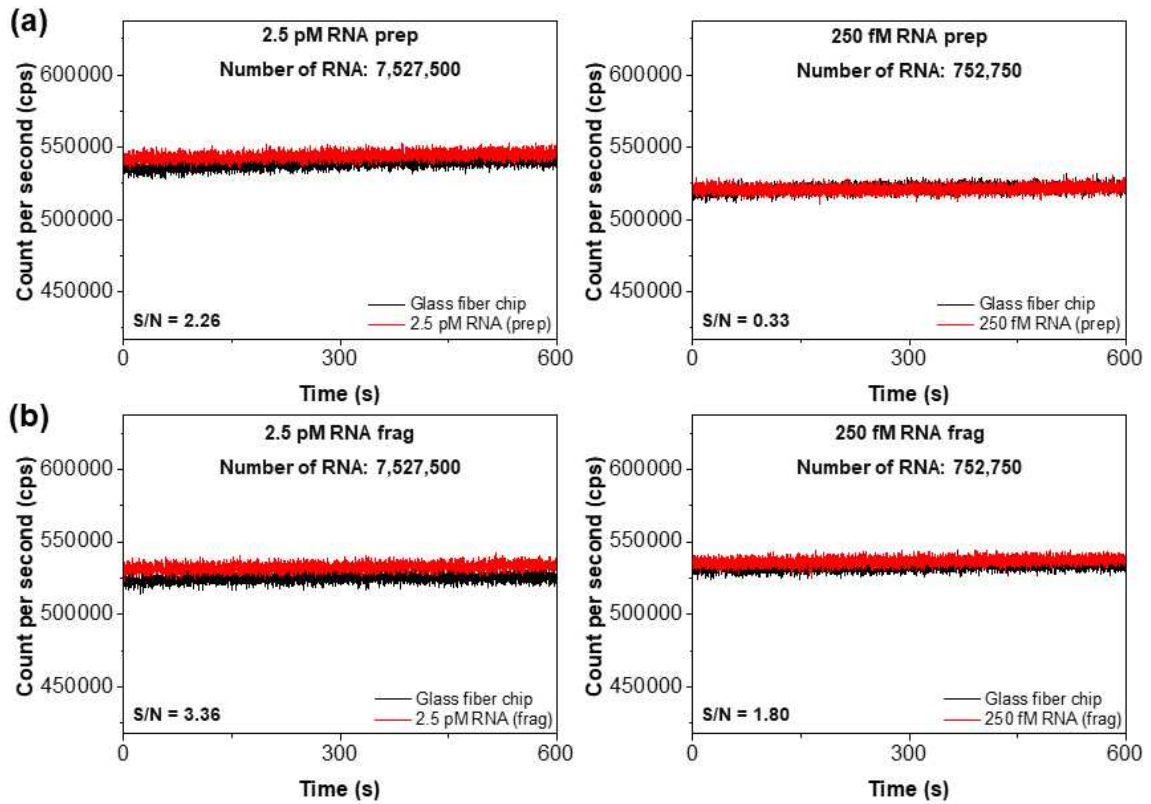 (a)
2.5 pM RNA prep
Number of RNA: 7,527,500
Count per second (cps)
600000
550000
500000
450000
Glass fiber chip
2.5 pM RNA (prep)
S/N = 2.26
0
300
600
Time (s)
250 fM RNA prep
Number of RNA: 752,750
Count per second (cps)
600000
550000
500000
450000
Glass fiber chip
250 fM RNA (prep)
S/N = 0.33
0
300
600
Time (s)
(b)
2.5 pM RNA frag
Number of RNA: 7,527,500
Count per second (cps)
600000
550000
500000
450000
Glass fiber chip
2.5 pM RNA (frag)
S/N = 3.36
0
300
600
Time (s)
250 fM RNA frag
Number of RNA: 752,750
Count per second (cps)
600000
550000
500000
450000
Glass fiber chip
250 fM RNA (frag)
S/N = 1.80
0
300
600
Time (s)